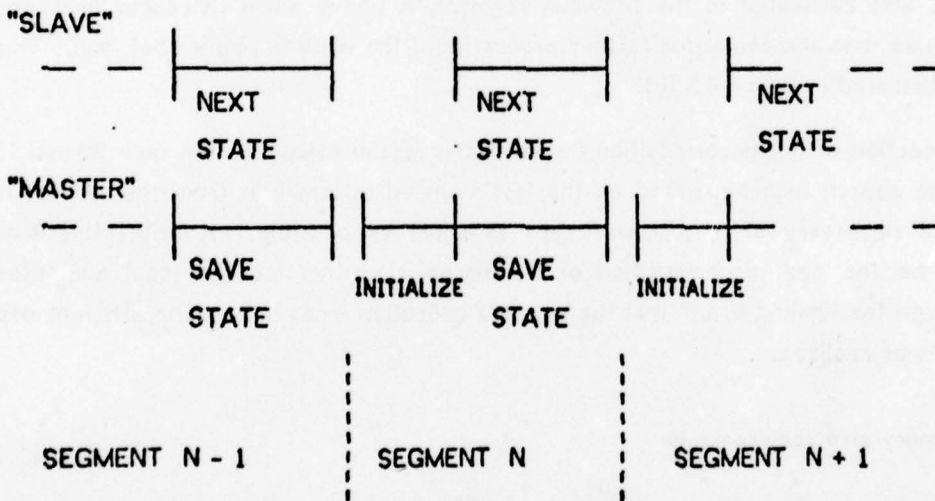 "SLAVE"
NEXT NEXT NEXT
STATE STATE STATE
"MASTER"
SAVE SAVE
INITIALIZE INITIALIZE
STATE STATE
SEGMENT N - 1 SEGMENT N SEGMENT N + 1